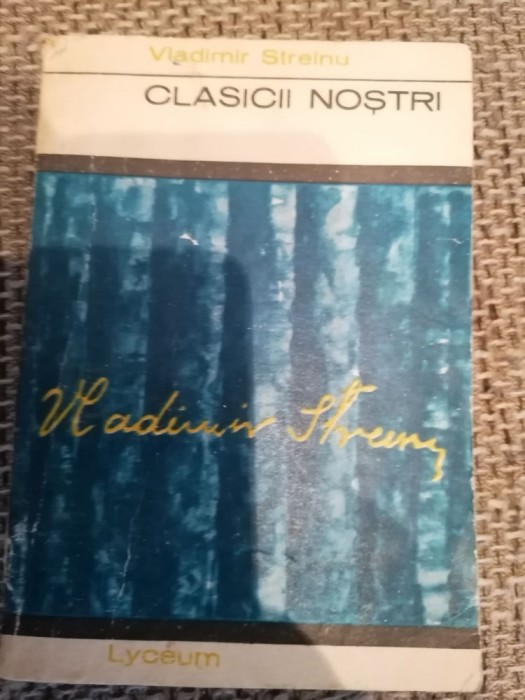 Vladimir Streinu
CLASICII NOȘTRI
Vladimir Streinu
Lyceum